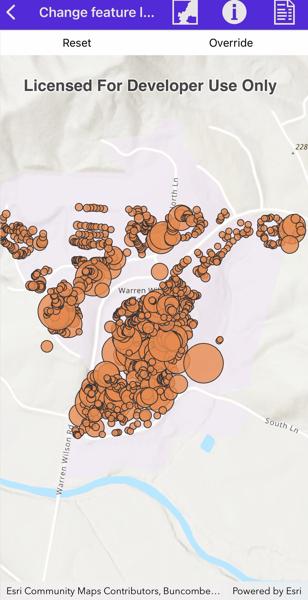 Change feature l...
Reset Override
Licensed For Developer Use Only
228
orth Ln
Warren Wi
South Ln
Warren Wilson Rd
Esri Community Maps Contributors, Buncombe... Powered by Esri